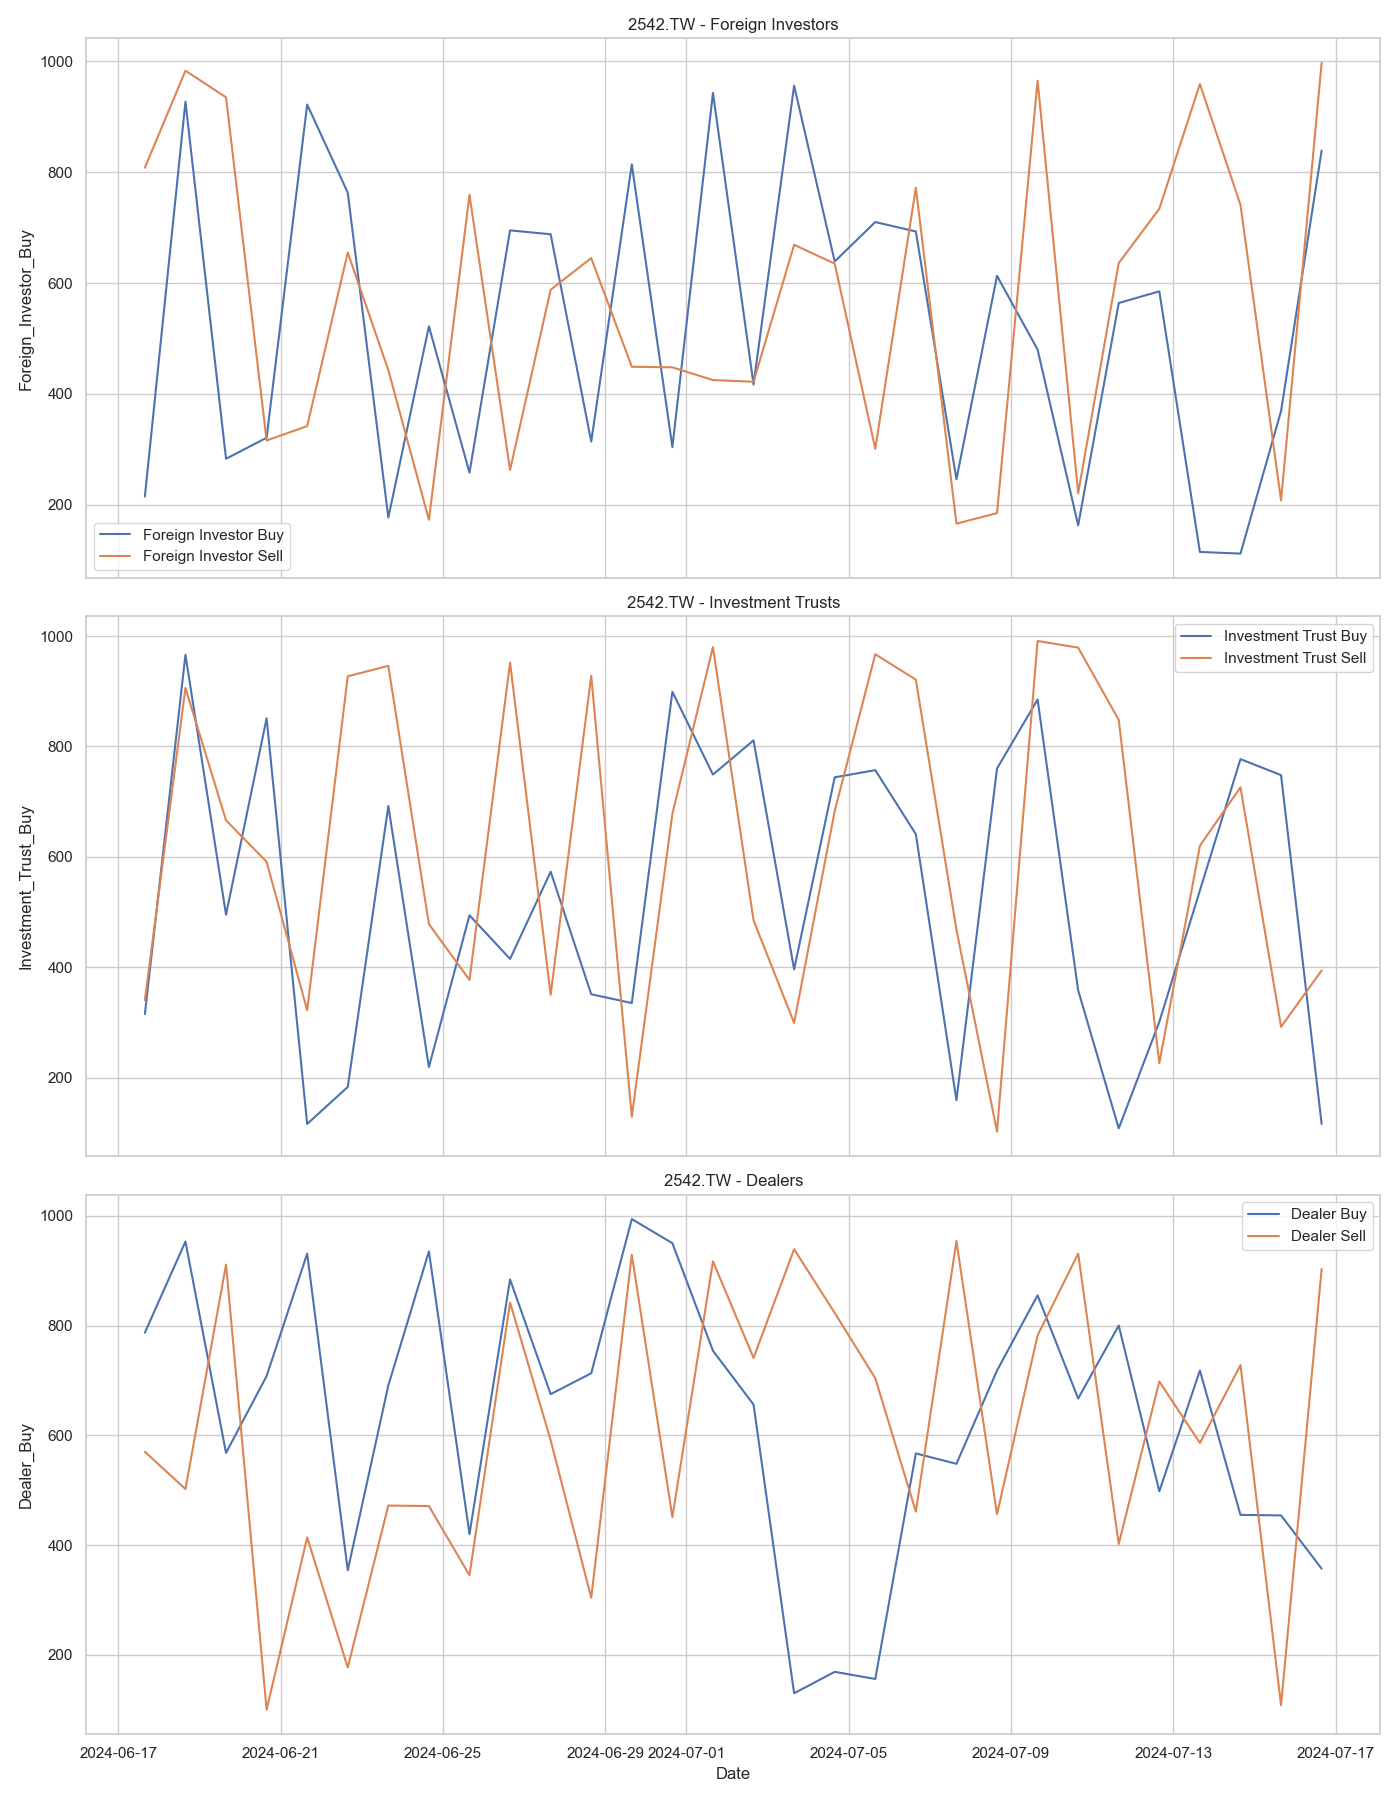 2542.TW - Foreign Investors
Foreign_Investor_Buy
1000
800
600
400
200
Foreign Investor Buy
Foreign Investor Sell
2542.TW - Investment Trusts
Investment_Trust_Buy
1000
800
600
400
200
Investment Trust Buy
Investment Trust Sell
2542.TW - Dealers
Dealer_Buy
1000
800
600
400
200
Dealer Buy
Dealer Sell
2024-06-17 2024-06-21 2024-06-25 2024-06-29 2024-07-01 2024-07-05 2024-07-09 2024-07-13 2024-07-17
Date